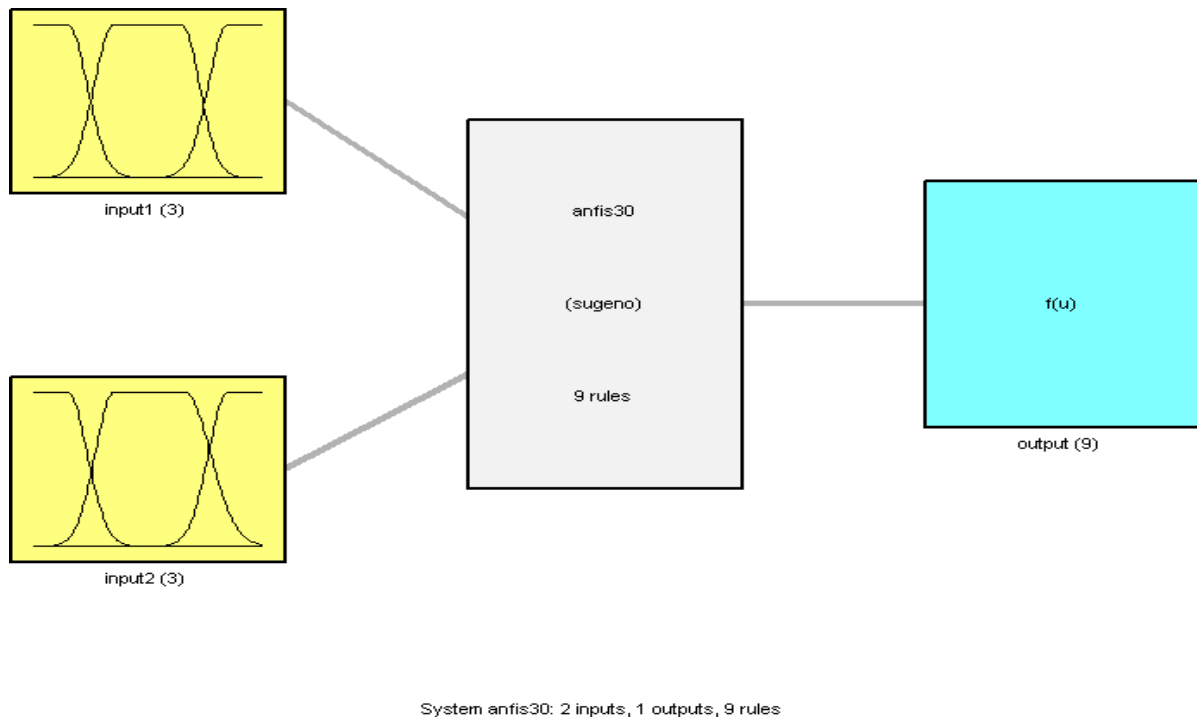 input1 (3)
anfis30
(sugeno)
9 rules
f(u)
output (9)
input2 (3)
System anfis30: 2 inputs, 1 outputs, 9 rules